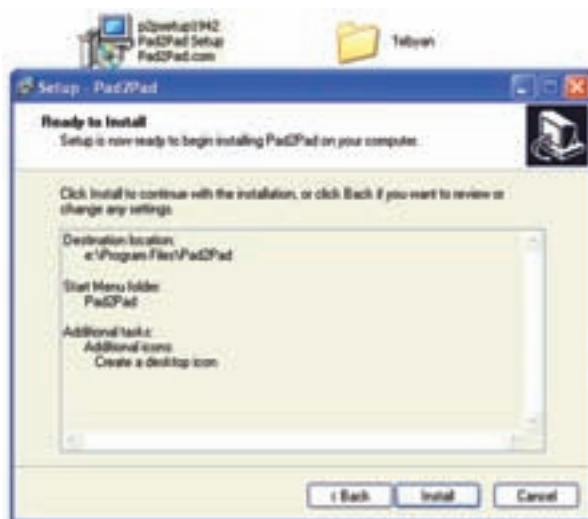 p2psetup1942
Pad2Pad Setup
Pad2Pad.com
Tebyan
Setup - Pad2Pad
Ready to Install
Setup is now ready to begin installing Pad2Pad on your computer.
Click Install to continue with the installation, or click Back if you want to review or
change any settings.
Destination location:
e:\Program Files\Pad2Pad
Start Menu folder:
Pad2Pad
Additional tasks:
Additional icons:
Create a desktop icon
< Back
Install
Cancel